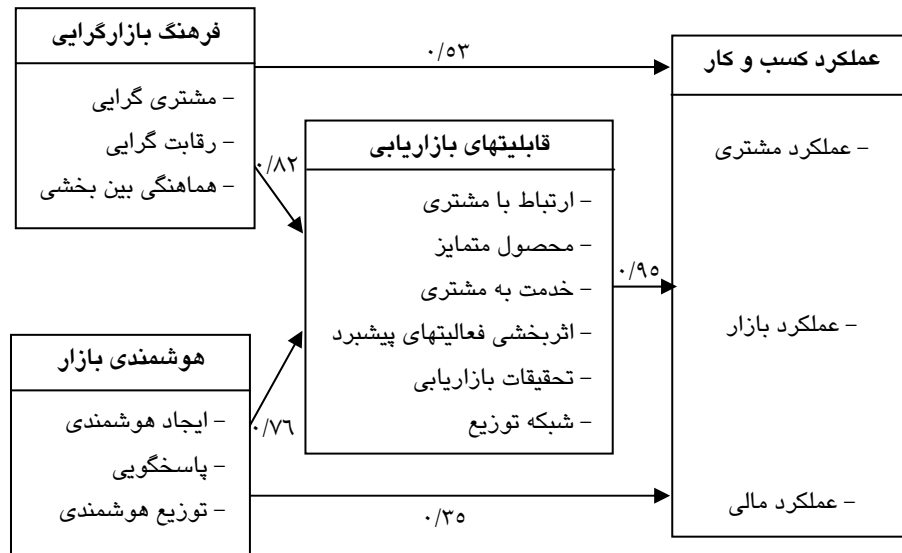 فرهنگ بازارگرایی
- مشتری گرایی
- رقابت گرایی
- هماهنگی بین بخشی
۰/۵۳
۰/۸۲
عملکرد کسب و کار
- عملکرد مشتری
- عملکرد بازار
- عملکرد مالی
قابلیتهای بازاریابی
- ارتباط با مشتری
- محصول متمایز
- خدمت به مشتری
- اثربخشی فعالیتهای پیشبرد
- تحقیقات بازاریابی
- شبکه توزیع
۰/۹۵
هوشمندی بازار
- ایجاد هوشمندی
- پاسخگویی
- توزیع هوشمندی
۰/۷۶
۰/۳۵